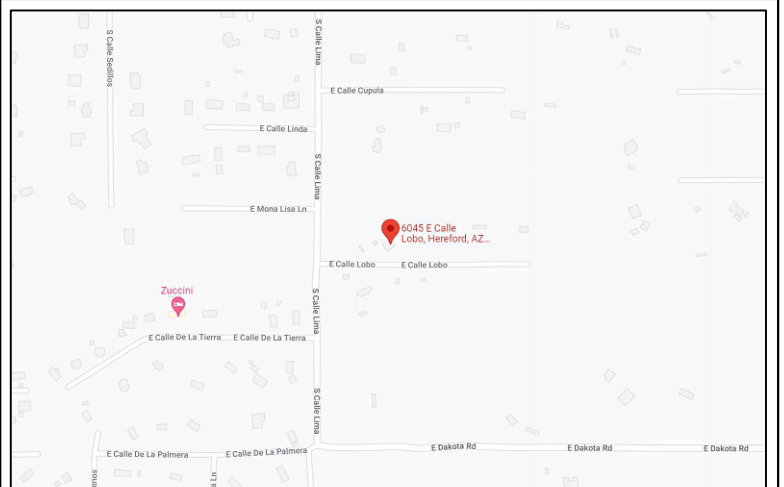 S Calle Sedillos
S Calle Lima
E Calle Cupula
E Calle Linda
S Calle Lima
E Mona Lisa Ln
6045 E Calle
Lobo, Hereford, AZ...
E Calle Lobo
E Calle Lobo
Zuccini
S Calle Lima
E Calle De La Tierra
E Calle De La Tierra
S Calle Lima
E Dakota Rd
E Dakota Rd
E Dakota Rd
E Calle De La Palmera
E Calle De La Palmera
enos
e Ln